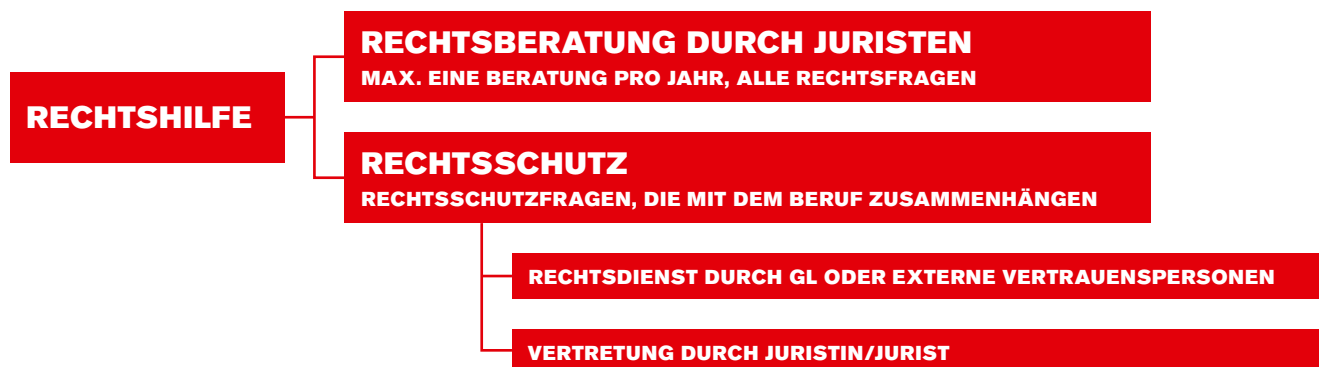 RECHTSHILFE
RECHTSBERATUNG DURCH JURISTEN
MAX. EINE BERATUNG PRO JAHR, ALLE RECHTSFRAGEN
RECHTSSCHUTZ
RECHTSSCHUTZFRAGEN, DIE MIT DEM BERUF ZUSAMMENHÄNGEN
RECHTSDIENST DURCH GL ODER EXTERNE VERTRAUENSPERSONEN
VERTRETUNG DURCH JURISTIN/JURIST